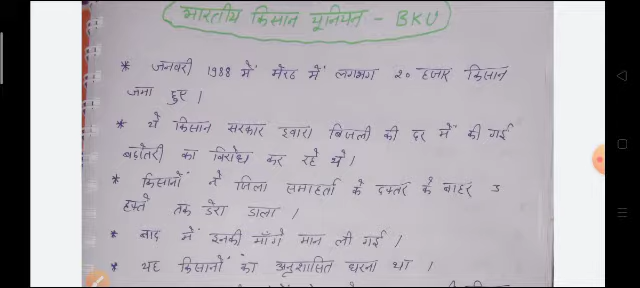 भारतीय किसान यूनियन - BKU
* जनवरी 1988 में मेरठ में लगभग २० हजार किसान
जमा हुए ।
* ये किसान सरकार द्वारा बिजली की दर में की गई
बढ़ोतरी का विरोध कर रहे थे ।
* किसानों ने जिला समाहर्ता के दफ्तर के बाहर 3
हफ्ते तक डेरा डाला ।
* बाद में इनकी माँगे मान ली गई ।
* यह किसानों का अनुशासित धरना था ।